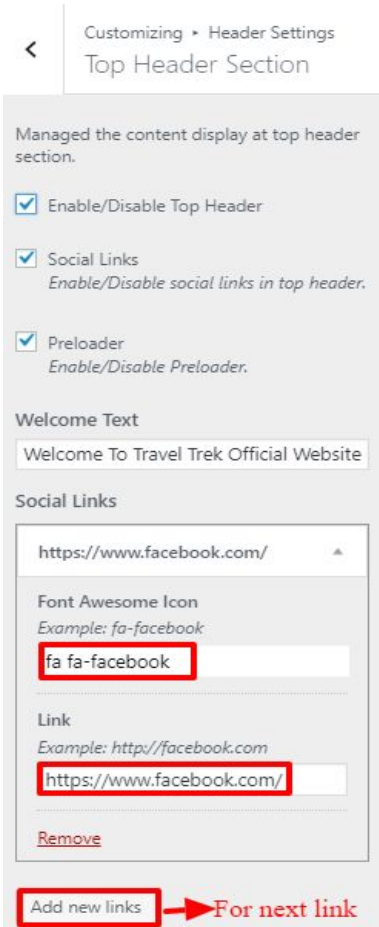 Customizing ▸ Header Settings
Top Header Section
Managed the content display at top header
section.
Enable/Disable Top Header
Social Links
Enable/Disable social links in top header.
Preloader
Enable/Disable Preloader.
Welcome Text
Welcome To Travel Trek Official Website
Social Links
https://www.facebook.com/
Font Awesome Icon
Example: fa-facebook
fa fa-facebook
Link
Example: http://facebook.com
https://www.facebook.com/
Remove
Add new links For next link